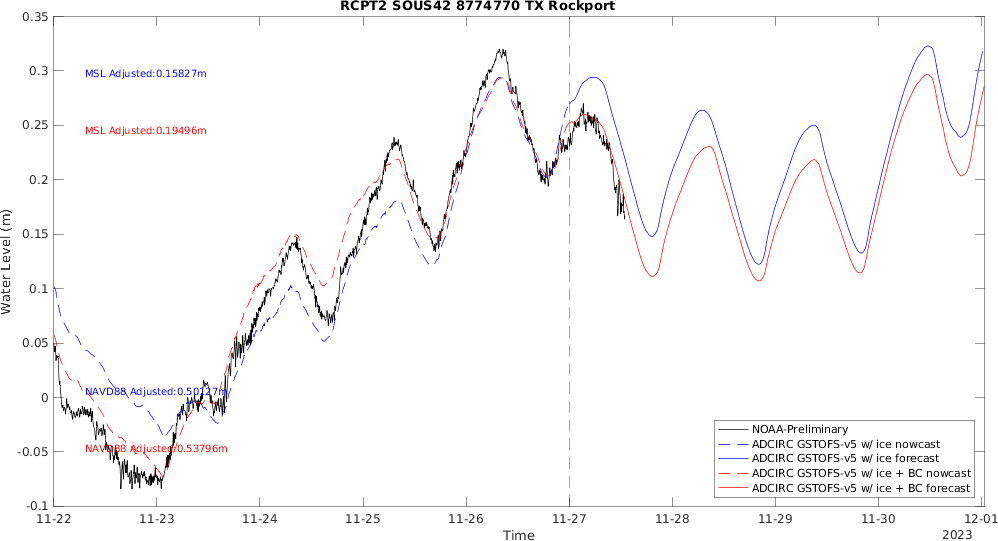 RCPT2 SOUS42 8774770 TX Rockport
0.35
0.3
0.25
0.2
0.15
0.1
0.05
0
-0.05
-0.1
Water Level (m)
MSL Adjusted:0.15827m
MSL Adjusted:0.19496m
NAVD88 Adjusted:0.50127m
NAVD88 Adjusted:0.53796m
NOAA-Preliminary
ADCIRC GSTOFS-v5 w/ ice nowcast
ADCIRC GSTOFS-v5 w/ ice forecast
ADCIRC GSTOFS-v5 w/ ice + BC nowcast
ADCIRC GSTOFS-v5 w/ ice + BC forecast
11-22 11-23 11-24 11-25 11-26 11-27 11-28 11-29 11-30 12-01
Time
2023